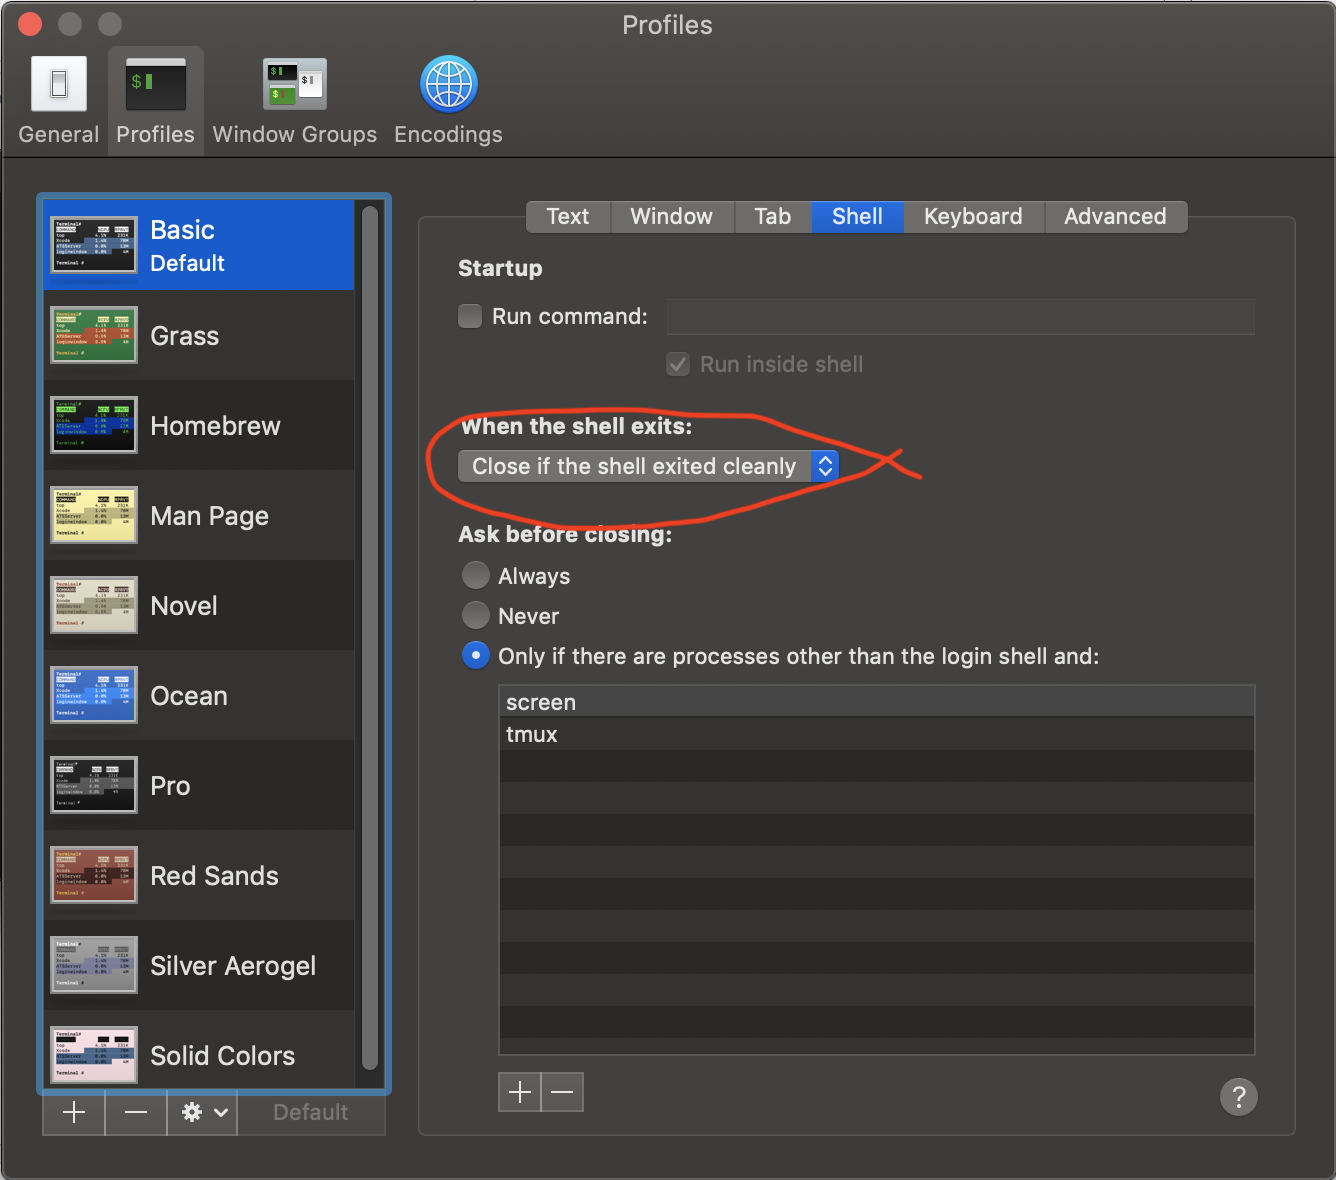 Profiles
General
Profiles
Window Groups
Encodings
Basic
Default
Grass
Homebrew
Man Page
Novel
Ocean
Pro
Red Sands
Silver Aerogel
Solid Colors
Default
Text
Window
Tab
Shell
Keyboard
Advanced
Startup
Run command:
Run inside shell
When the shell exits:
Close if the shell exited cleanly
Ask before closing:
Always
Never
Only if there are processes other than the login shell and:
screen
tmux
?